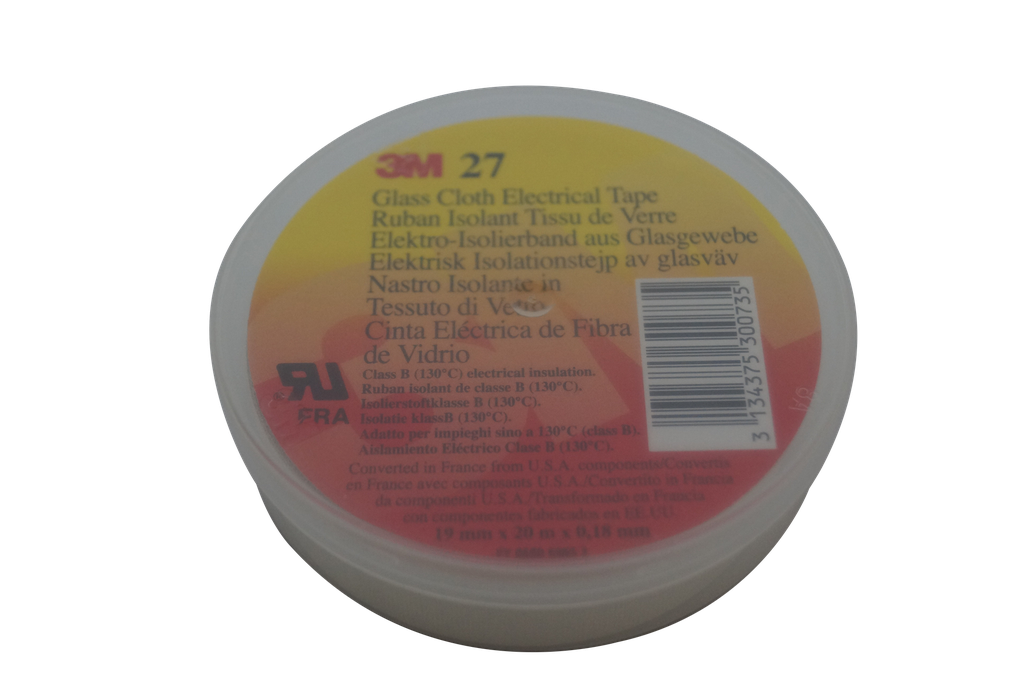 3M 27
Glass Cloth Electrical Tape
Ruban Isolant Tissu de Verre
Elektro-Isolierband aus Glasgewebe
Elektrisk Isolationstejp av glasväv
Nastro Isolante in
Tessuto di Vetro
Cinta Eléctrica de Fibra
de Vidrio
Class B (130°C) electrical insulation.
Ruban isolant de classe B (130°C).
Isolierstoftklasse B (130°C).
Isolatic klassB (130°C).
Adatto per impieghi sino a 130°C (class B).
Aislamiento Eléctrico Clase B (130°C).
RU
FRA
3 134375 300735
Converted in France from U.S.A. components/Convertis
en France avec composants U.S.A./Convertito in Francia
da componenti U.S.A./Transformado en Francia
con componentes fabricados en EE.UU.
19 mm x 20 m x 0,18 mm